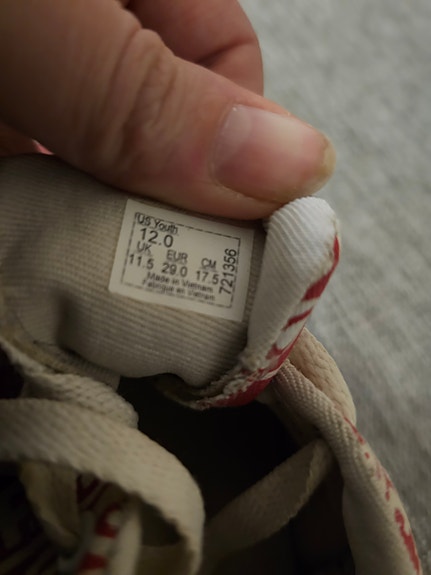 US Youth
12.0
UK EUR CM
11.5 29.0 17.5
Made in Vietnam
Fabriqué en Vietnam
721356